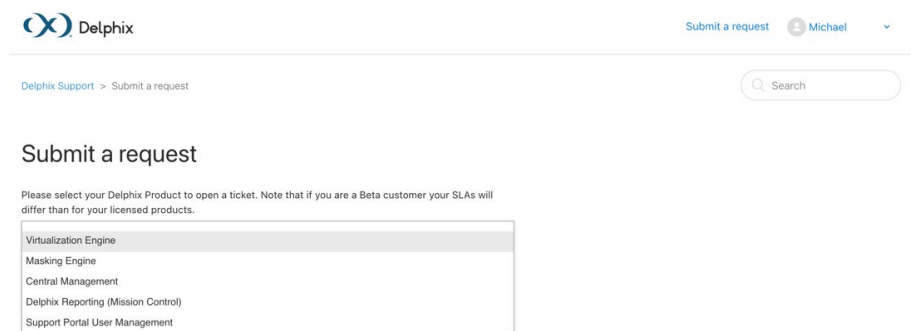 Delphix
Submit a request
Michael
Delphix Support > Submit a request
Search
Submit a request
Please select your Delphix Product to open a ticket. Note that if you are a Beta customer your SLAs will
differ than for your licensed products.
Virtualization Engine
Masking Engine
Central Management
Delphix Reporting (Mission Control)
Support Portal User Management